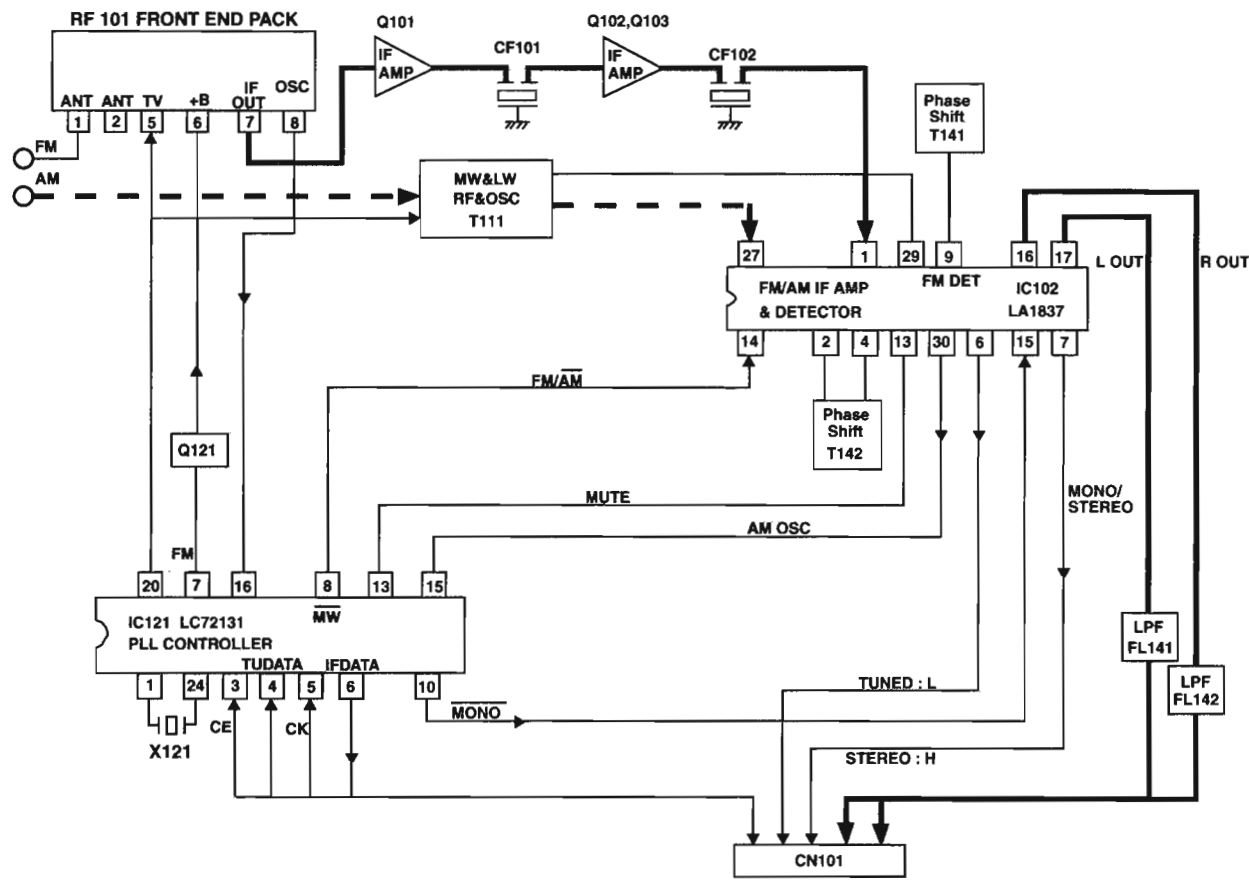 RF 101 FRONT END PACK
ANT ANT TV +B IF OUT OSC
1 2 5 6 7 8
FM
AM
Q101
IF AMP
CF101
Q102,Q103
IF AMP
CF102
Phase
Shift
T141
MW&LW
RF&OSC
T111
27 1 29 9 16 17
L OUT
R OUT
FM DET
FM/AM IF AMP
& DETECTOR
IC102
LA1837
14 2 4 13 30 6 15 7
FM/A̅M̅
Phase
Shift
T142
Q121
MUTE
AM OSC
MONO/
STEREO
FM
20 7 16 8 13 15
M̅W̅
IC121 LC72131
PLL CONTROLLER
TUDATA IFDATA
1 24 3 4 5 6 10
X121
CE
CK
M̅O̅N̅O̅
TUNED : L
STEREO : H
LPF
FL141
LPF
FL142
CN101